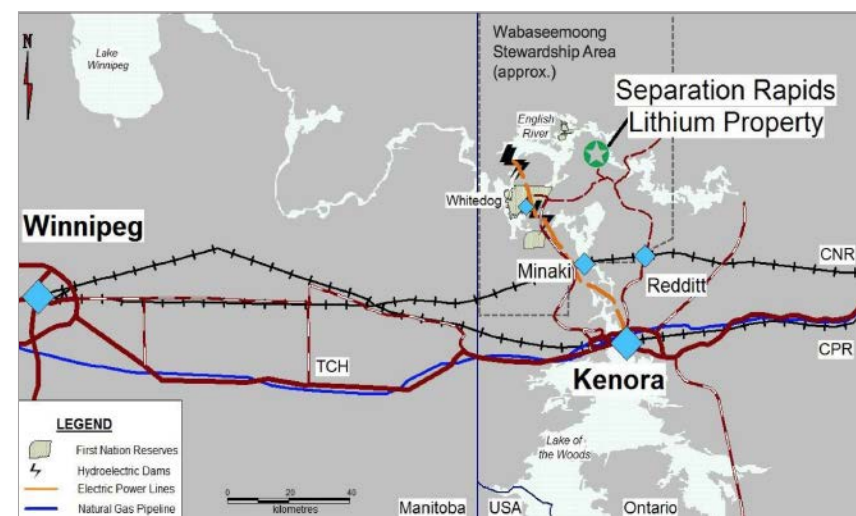 N
Lake
Winnipeg
Wabaseemoong
Stewardship Area
(approx.)
Separation Rapids
Lithium Property
English
River
Whitedog
Winnipeg
Minaki
Redditt
CNR
TCH
CPR
Kenora
LEGEND
First Nation Reserves
Hydroelectric Dams
Electric Power Lines
Natural Gas Pipeline
0 20 40
kilometres
Lake of
the Woods
Manitoba
USA
Ontario